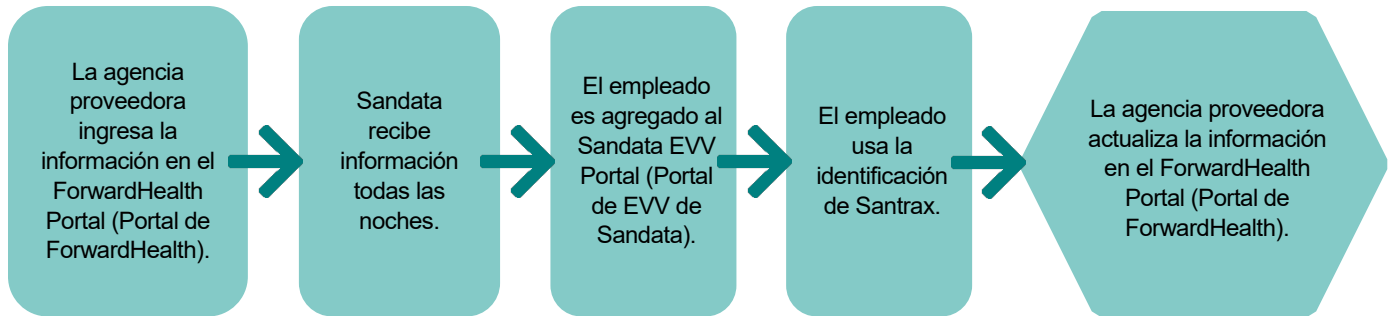 La agencia
proveedora
ingresa la
información en el
ForwardHealth
Portal (Portal de
ForwardHealth).
Sandata
recibe
información
todas las
noches.
El empleado
es agregado al
Sandata EVV
Portal (Portal
de EVV de
Sandata).
El empleado
usa la
identificación
de Santrax.
La agencia proveedora
actualiza la información
en el ForwardHealth
Portal (Portal de
ForwardHealth).